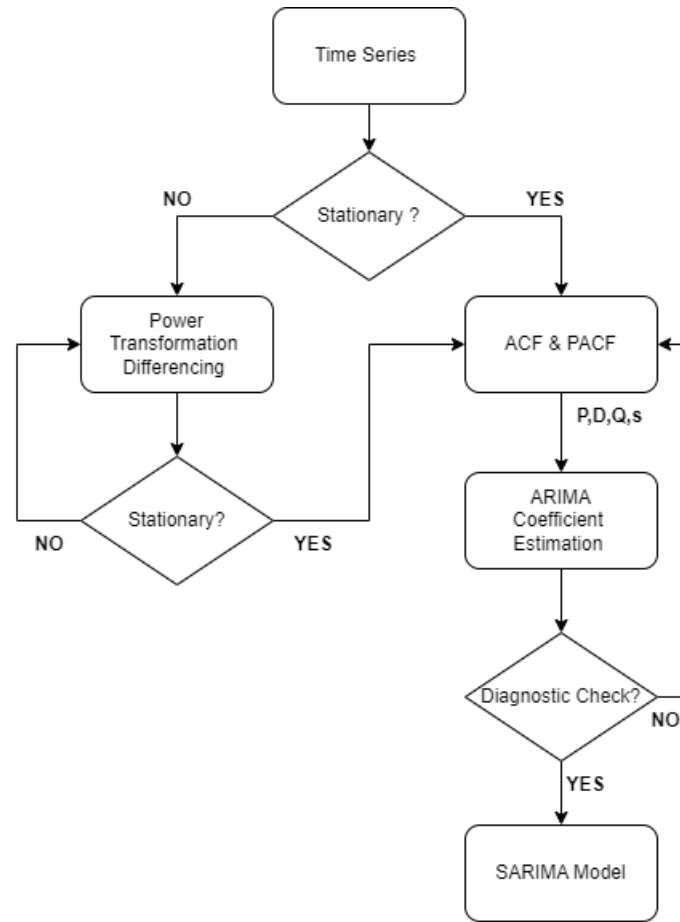 Time Series
NO
YES
Stationary ?
Power
Transformation
Differencing
ACF & PACF
P,D,Q,s
ARIMA
Coefficient
Estimation
Stationary?
NO
YES
Diagnostic Check?
NO
YES
SARIMA Model